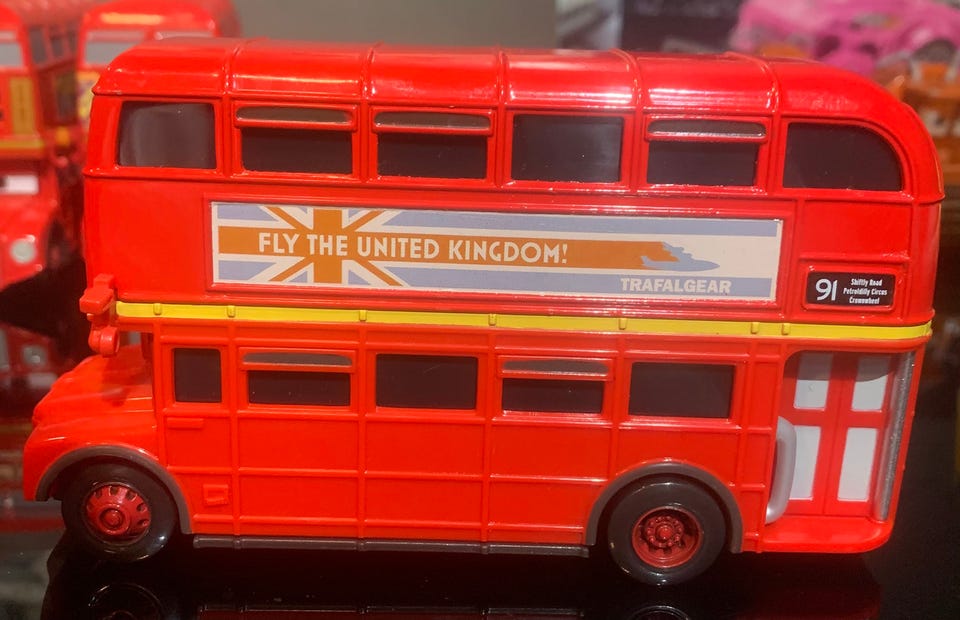 FLY THE UNITED KINGDOM!
TRAFALGEAR
91
Shiftly Road
Petroldilly Circus
Crownwheel